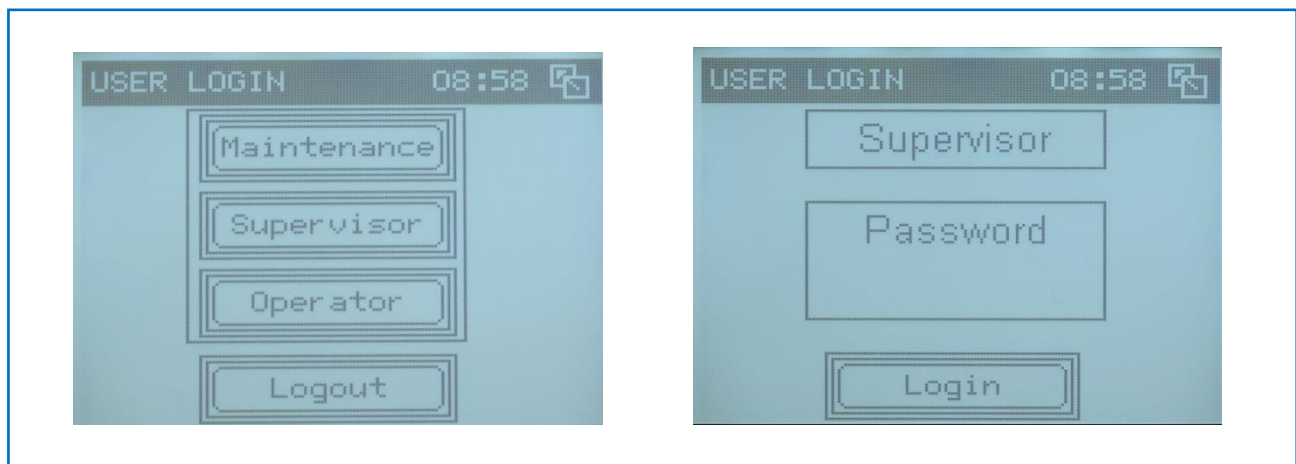 USER LOGIN 08:58
Maintenance
Supervisor
Operator
Logout
USER LOGIN 08:58
Supervisor
Password
Login